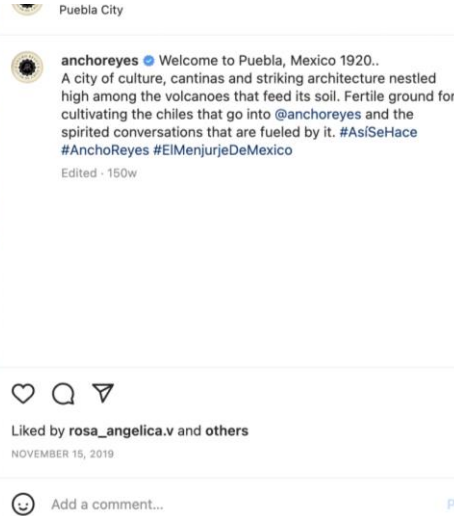 Puebla City
anchoreyes Welcome to Puebla, Mexico 1920..
A city of culture, cantinas and striking architecture nestled
high among the volcanoes that feed its soil. Fertile ground for
cultivating the chiles that go into @anchoreyes and the
spirited conversations that are fueled by it. #AsíSeHace
#AnchoReyes #ElMenjurjeDeMexico
Edited · 150w
Liked by rosa_angelica.v and others
NOVEMBER 15, 2019
Add a comment...